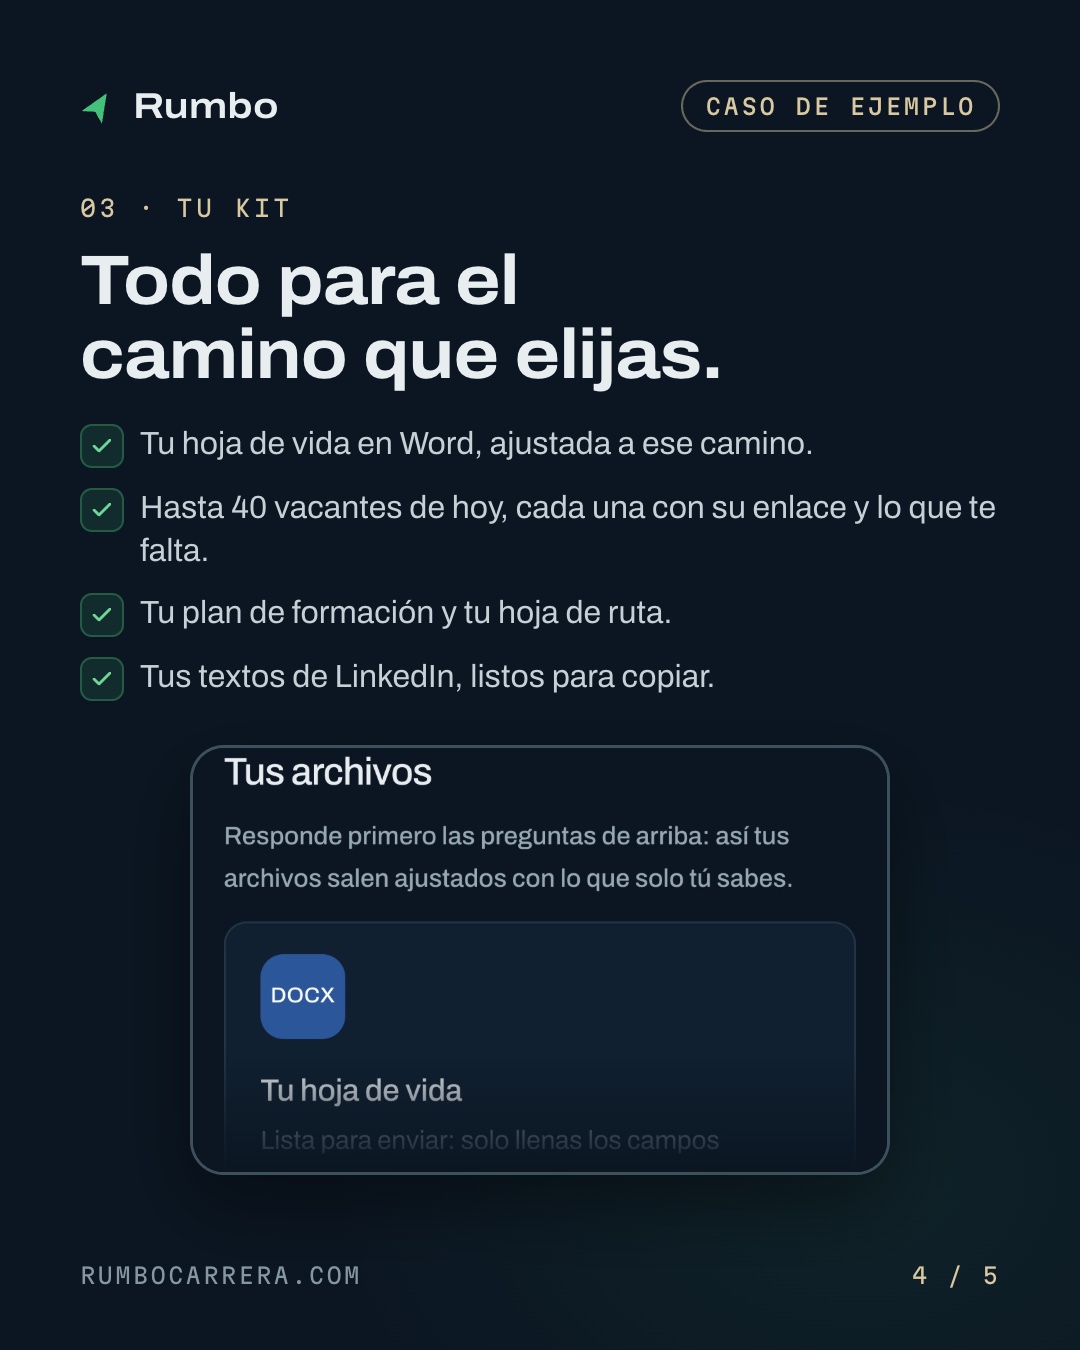 Rumbo
CASO DE EJEMPLO
03 · TU KIT
Todo para el
camino que elijas.
Tu hoja de vida en Word, ajustada a ese camino.
Hasta 40 vacantes de hoy, cada una con su enlace y lo que te
falta.
Tu plan de formación y tu hoja de ruta.
Tus textos de LinkedIn, listos para copiar.
Tus archivos
Responde primero las preguntas de arriba: así tus
archivos salen ajustados con lo que solo tú sabes.
DOCX
Tu hoja de vida
Lista para enviar: solo llenas los campos
RUMBOCARRERA.COM
4 / 5